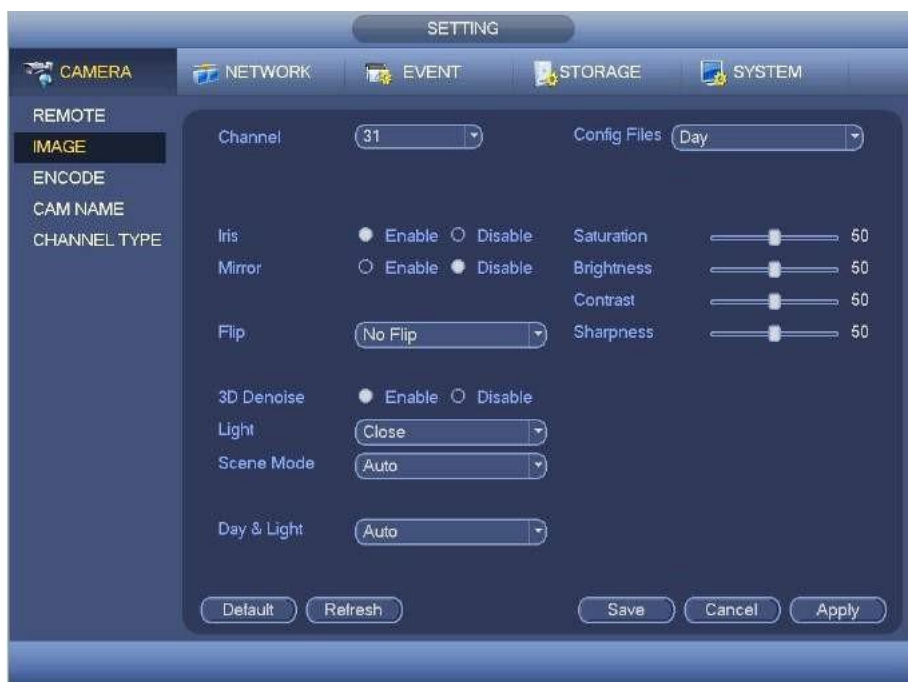 SETTING
CAMERA NETWORK EVENT STORAGE SYSTEM
REMOTE
IMAGE
ENCODE
CAM NAME
CHANNEL TYPE
Channel 31 Config Files Day
Iris Enable Disable Saturation 50
Mirror Enable Disable Brightness 50
Contrast 50
Flip No Flip Sharpness 50
3D Denoise Enable Disable
Light Close
Scene Mode Auto
Day & Light Auto
Default Refresh Save Cancel Apply